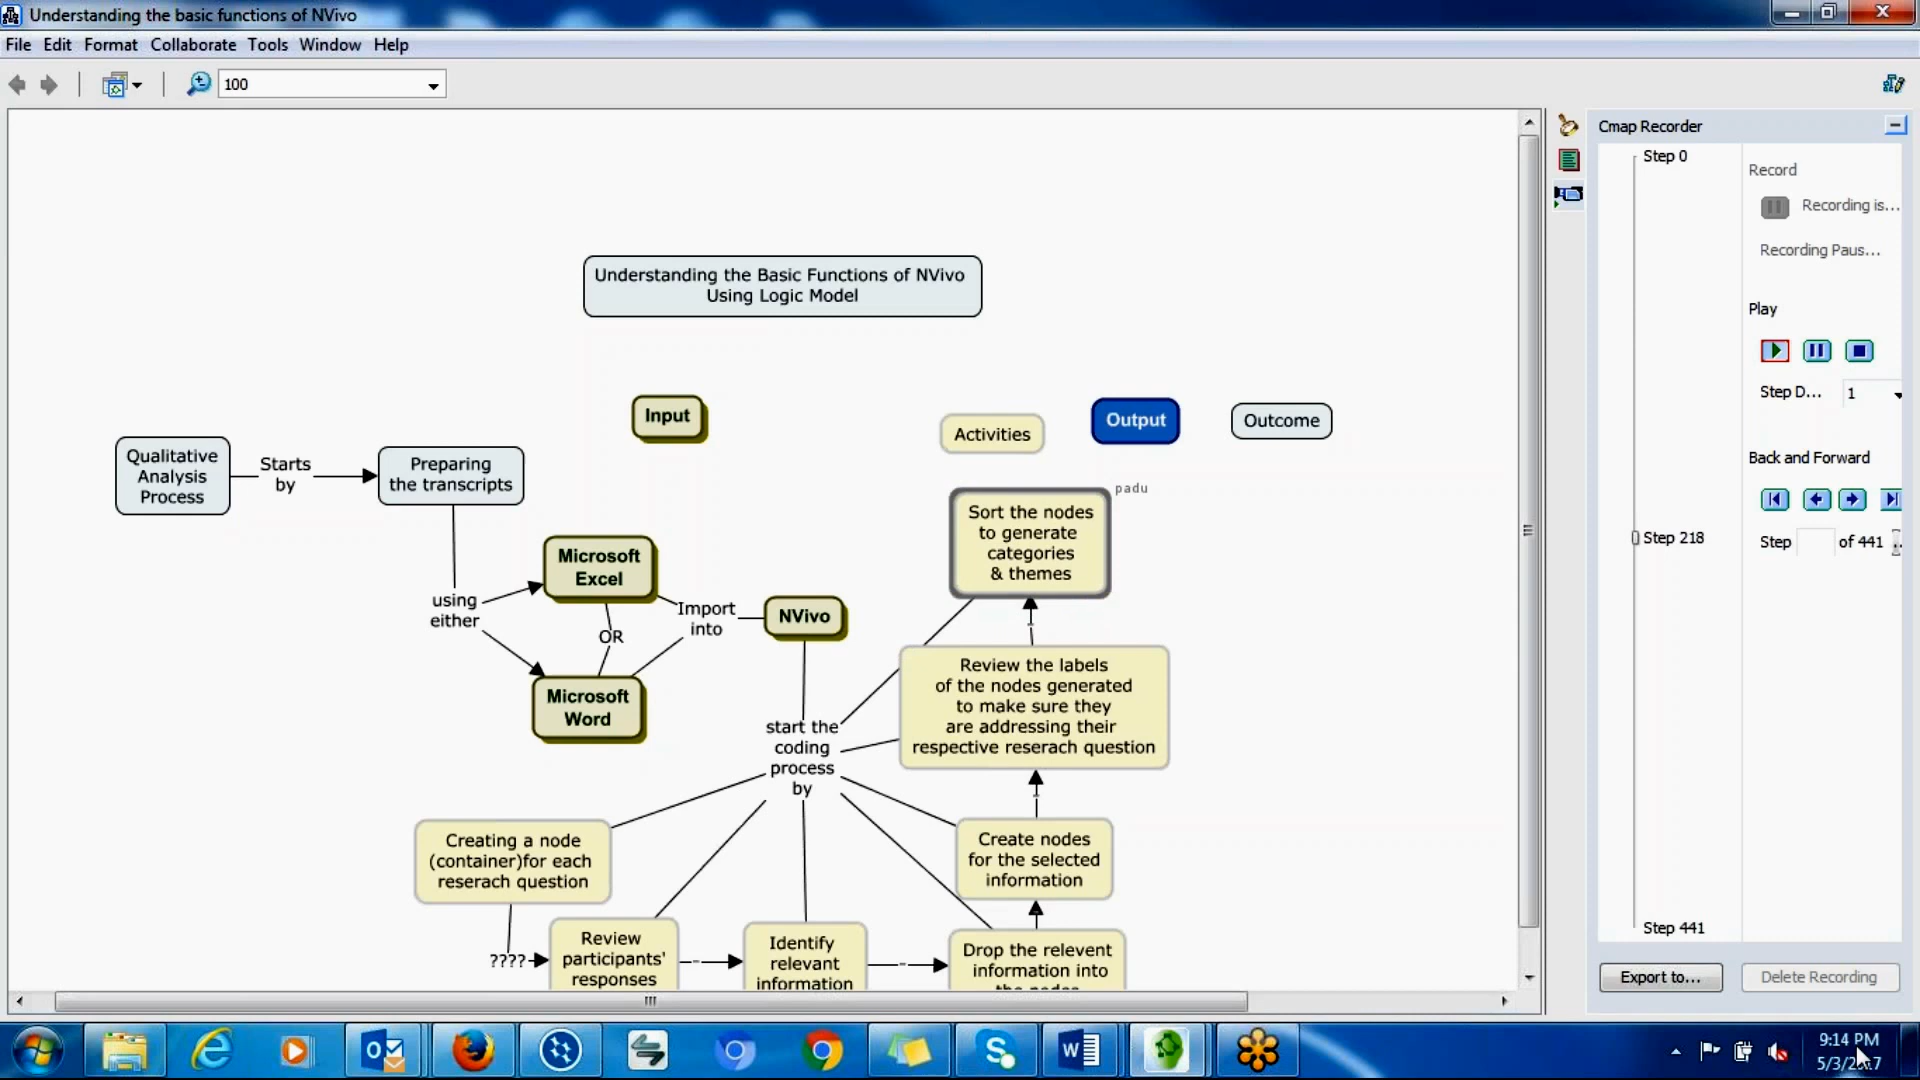 Understanding the basic functions of NVivo
File Edit Format Collaborate Tools Window Help
100
Cmap Recorder
Step 0
Record
Recording is...
Recording Paus...
Play
Step D... 1
Back and Forward
Step 218
Step of 441
Step 441
Export to...
Delete Recording
Understanding the Basic Functions of NVivo
Using Logic Model
Input
Activities
Output
Outcome
Qualitative
Analysis
Process
Starts
by
Preparing
the transcripts
using
either
Microsoft
Excel
OR
Microsoft
Word
Import
into
NVivo
padu
Sort the nodes
to generate
categories
& themes
Review the labels
of the nodes generated
to make sure they
are addressing their
respective reserach question
start the
coding
process
by
Creating a node
(container)for each
reserach question
Create nodes
for the selected
information
????
Review
participants'
responses
Identify
relevant
information
Drop the relevent
information into
the nodes
9:14 PM